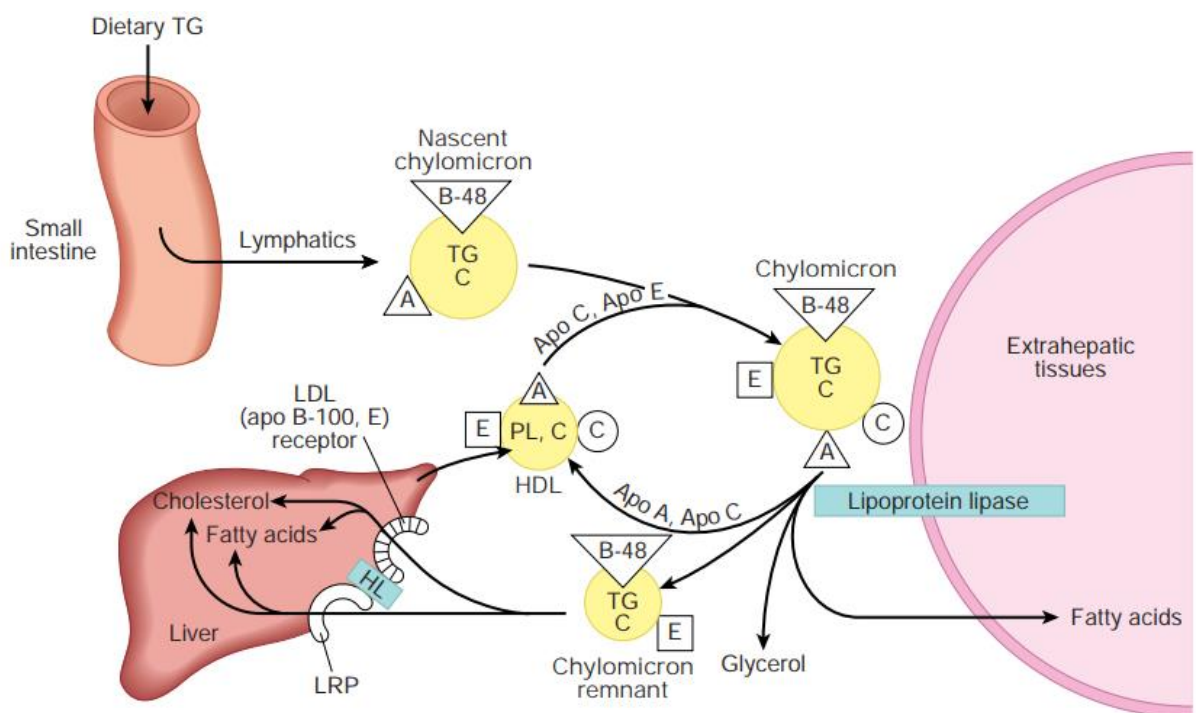 Dietary TG
Nascent
chylomicron
B-48
TG
C
A
Small
intestine
Lymphatics
Chylomicron
B-48
TG
C
E
C
A
Apo C, Apo E
Extrahepatic
tissues
LDL
(apo B-100, E)
receptor
A
E
PL, C
C
HDL
Apo A, Apo C
Lipoprotein lipase
Cholesterol
Fatty acids
HL
Liver
LRP
B-48
TG
C
E
Chylomicron
remnant
Glycerol
Fatty acids